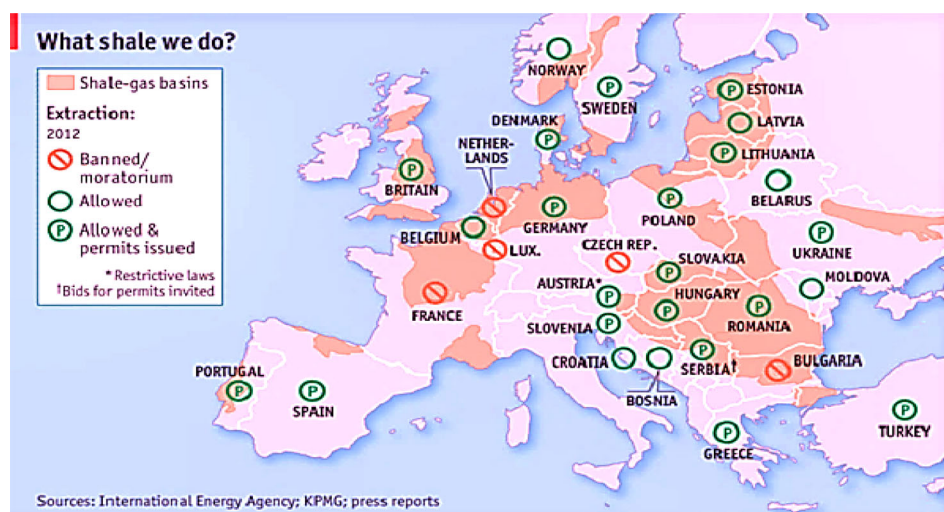 What shale we do?
Shale-gas basins
Extraction:
2012
Banned/
moratorium
Allowed
P Allowed &
permits issued
*Restrictive laws
†Bids for permits invited
NORWAY
P
SWEDEN
P ESTONIA
LATVIA
P LITHUANIA
DENMARK
P
NETHER-
LANDS
P
BRITAIN
BELARUS
P
GERMANY
P
POLAND
BELGIUM
LUX.
CZECH REP.
P
UKRAINE
SLOVAKIA
P
MOLDOVA
AUSTRIA*
P
HUNGARY
P
P
ROMANIA
FRANCE
SLOVENIA P
CROATIA
BOSNIA
P
SERBIA†
BULGARIA
PORTUGAL
P
P
SPAIN
P
GREECE
P
TURKEY
Sources: International Energy Agency; KPMG; press reports